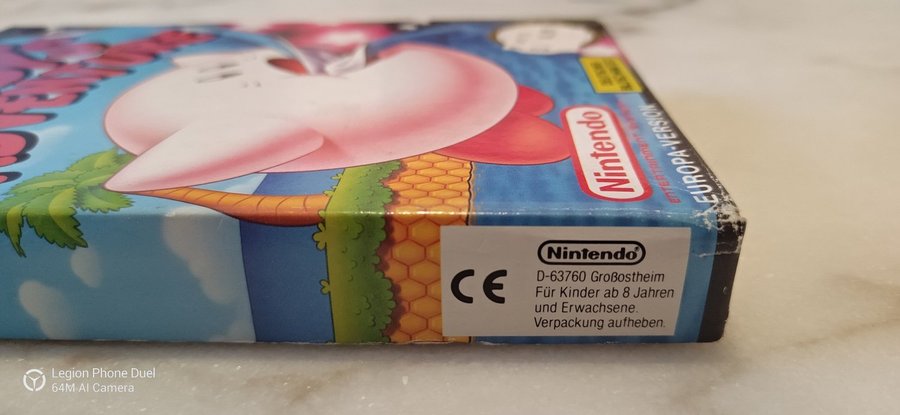 Nintendo
ENTERTAINMENT
EUROPA-VERSION
CE
Nintendo
D-63760 Großostheim
Für Kinder ab 8 Jahren
und Erwachsene.
Verpackung aufheben.
Legion Phone Duel
64M AI Camera